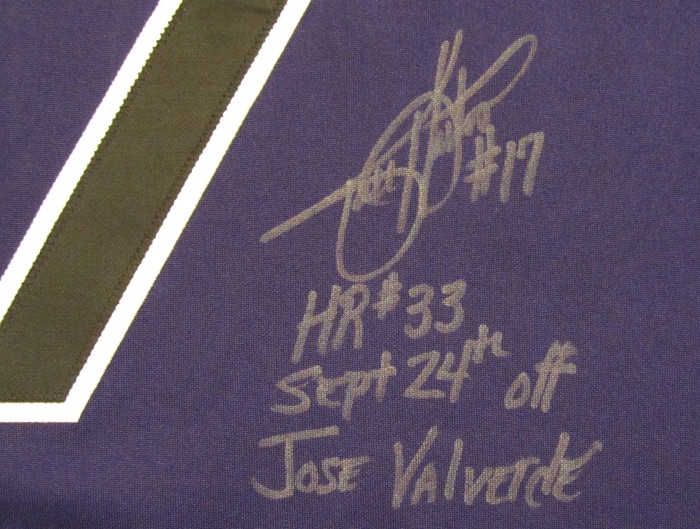 #17
HR #33
Sept 24th off
Jose Valverde